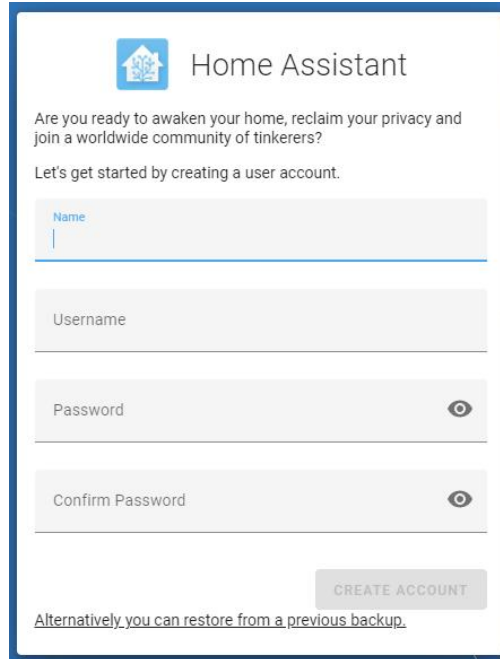 Home Assistant
Are you ready to awaken your home, reclaim your privacy and
join a worldwide community of tinkerers?
Let's get started by creating a user account.
Name
Username
Password
Confirm Password
CREATE ACCOUNT
Alternatively you can restore from a previous backup.